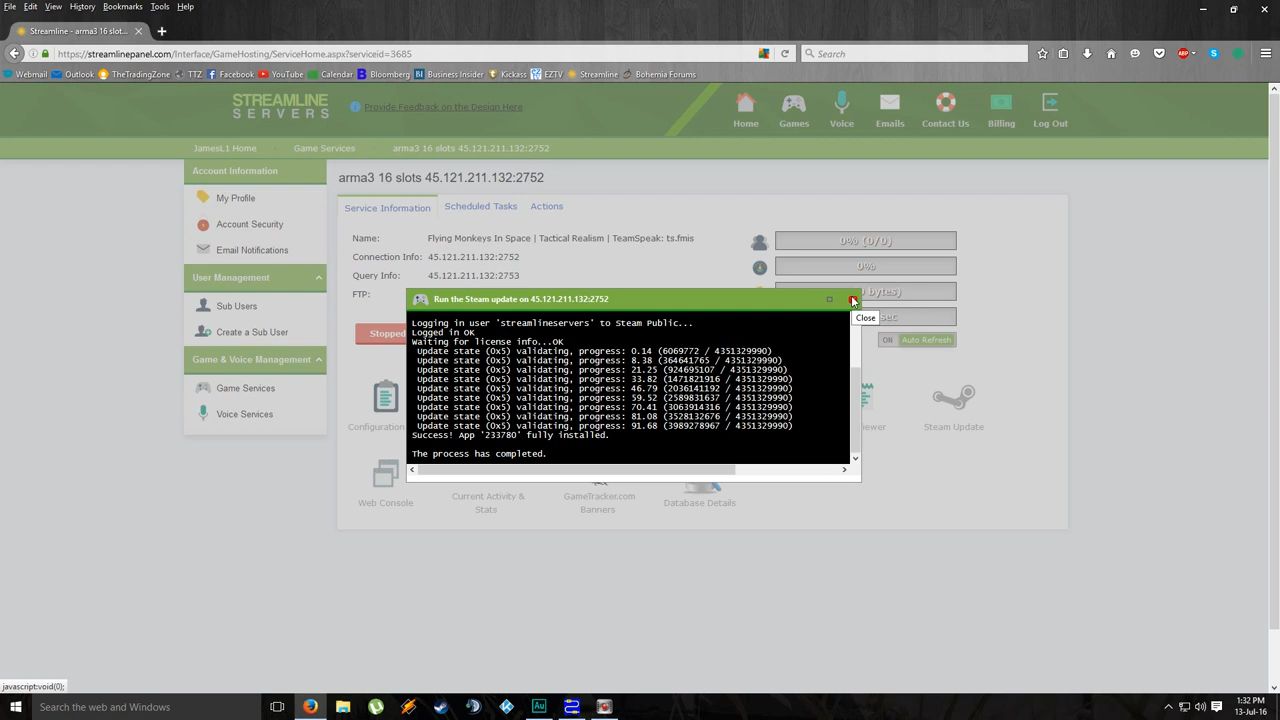 File Edit View History Bookmarks Tools Help
Streamline - arma3 16 slot...
https://streamlinepanel.com/Interface/GameHosting/ServiceHome.aspx?serviceid=3685
Search
Webmail Outlook TheTradingZone TTZ Facebook YouTube Calendar Bloomberg Business Insider Kickass EZTV Streamline Bohemia Forums
STREAMLINE
SERVERS
Provide Feedback on the Design Here
Home Games Voice Emails Contact Us Billing Log Out
JamesL1 Home Game Services arma3 16 slots 45.121.211.132:2752
Account Information
My Profile
Account Security
Email Notifications
User Management
Sub Users
Create a Sub User
Game & Voice Management
Game Services
Voice Services
arma3 16 slots 45.121.211.132:2752
Service Information Scheduled Tasks Actions
Name: Flying Monkeys In Space | Tactical Realism | TeamSpeak: ts.fmis
Connection Info: 45.121.211.132:2752
Query Info: 45.121.211.132:2753
FTP:
0% (0/0)
0%
bytes)
sec
ON Auto Refresh
Stopped
Run the Steam update on 45.121.211.132:2752
Close
Logging in user 'streamlineservers' to Steam Public...
Logged in OK
Waiting for license info...OK
Update state (0x5) validating, progress: 0.14 (6069772 / 4351329990)
Update state (0x5) validating, progress: 8.38 (364641765 / 4351329990)
Update state (0x5) validating, progress: 21.25 (924695107 / 4351329990)
Update state (0x5) validating, progress: 33.82 (1471821916 / 4351329990)
Update state (0x5) validating, progress: 46.79 (2036141192 / 4351329990)
Update state (0x5) validating, progress: 59.52 (2589831637 / 4351329990)
Update state (0x5) validating, progress: 70.41 (3063914316 / 4351329990)
Update state (0x5) validating, progress: 81.08 (3528132676 / 4351329990)
Update state (0x5) validating, progress: 91.68 (3989278967 / 4351329990)
Success! App '233780' fully installed.
The process has completed.
Configuration
Viewer
Steam Update
Web Console
Current Activity &
Stats
GameTracker.com
Banners
Database Details
javascript:void(0);
Search the web and Windows
1:32 PM
13-Jul-16